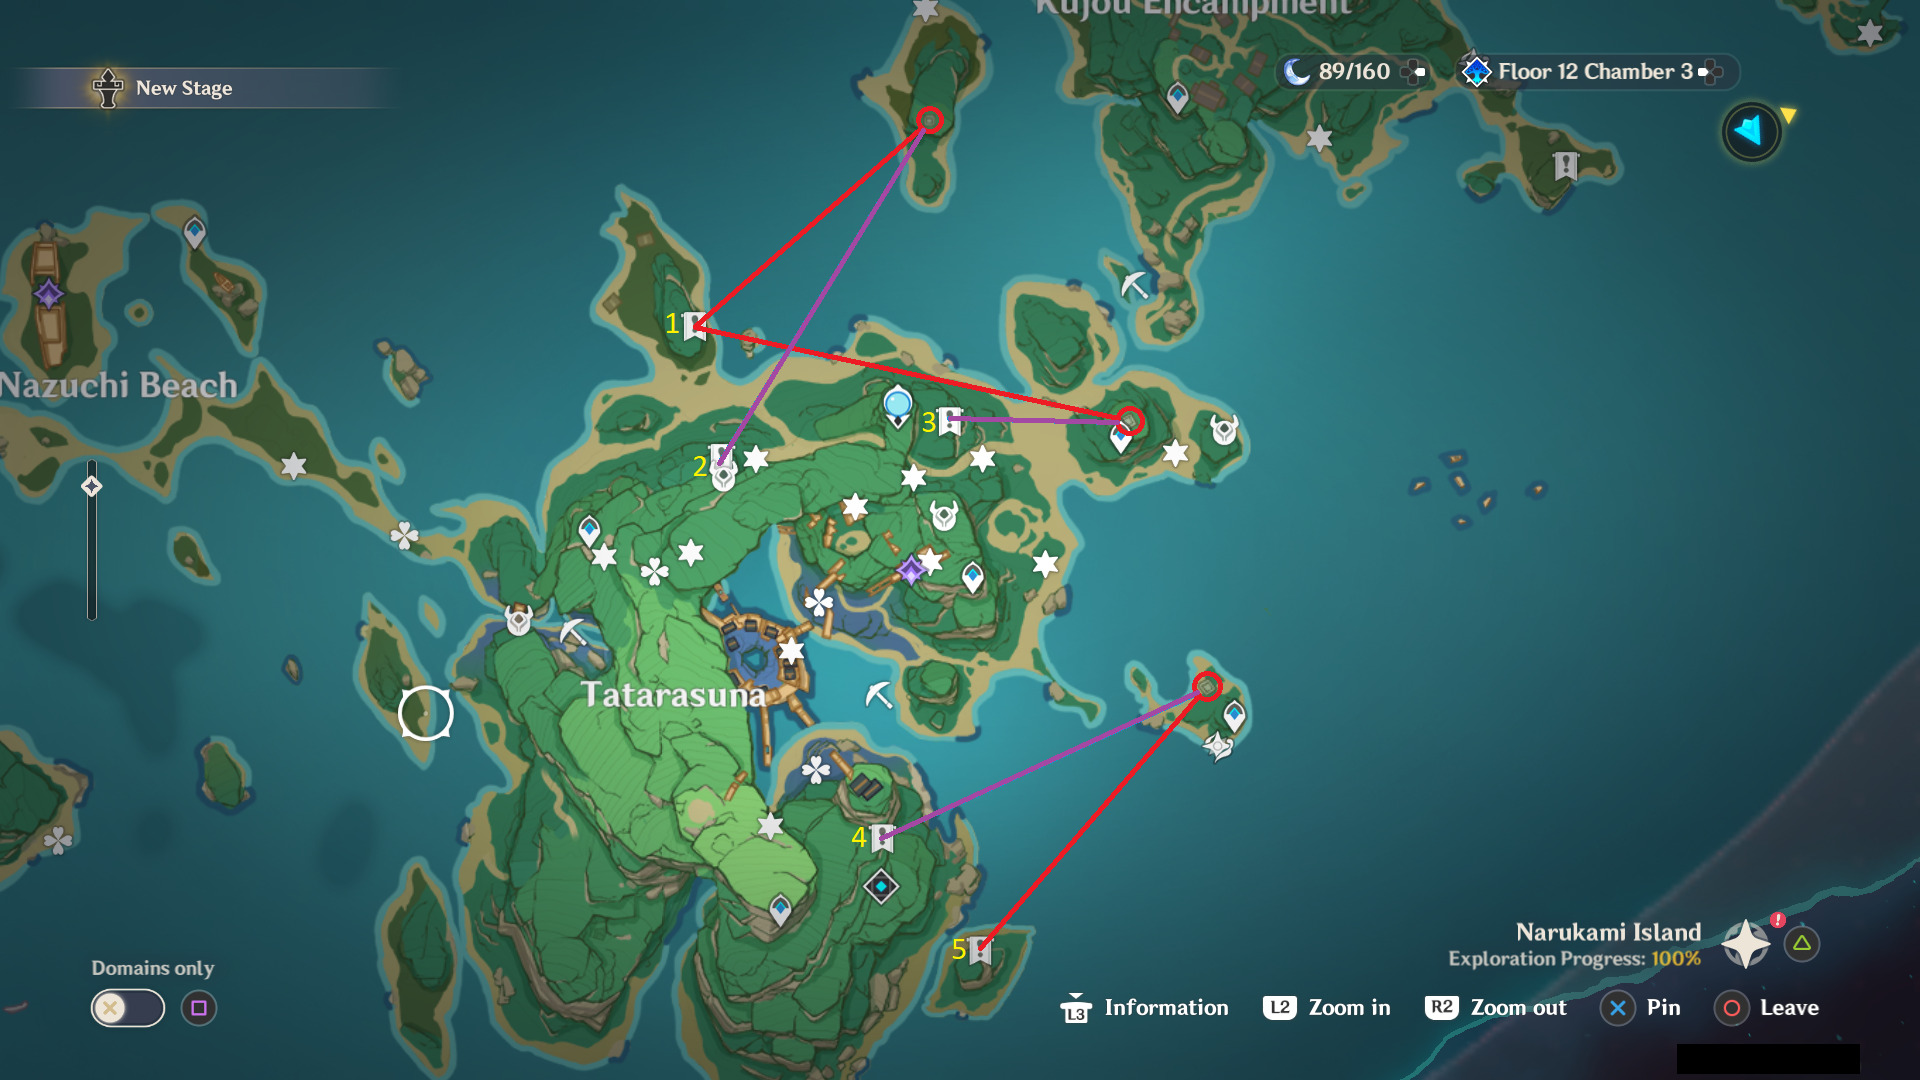 Kujou Encampment
New Stage
89/160
Floor 12 Chamber 3
1
Nazuchi Beach
3
2
Tatarasuna
4
5
Narukami Island
Exploration Progress: 100%
Domains only
L3 Information
L2 Zoom in
R2 Zoom out
Pin
Leave